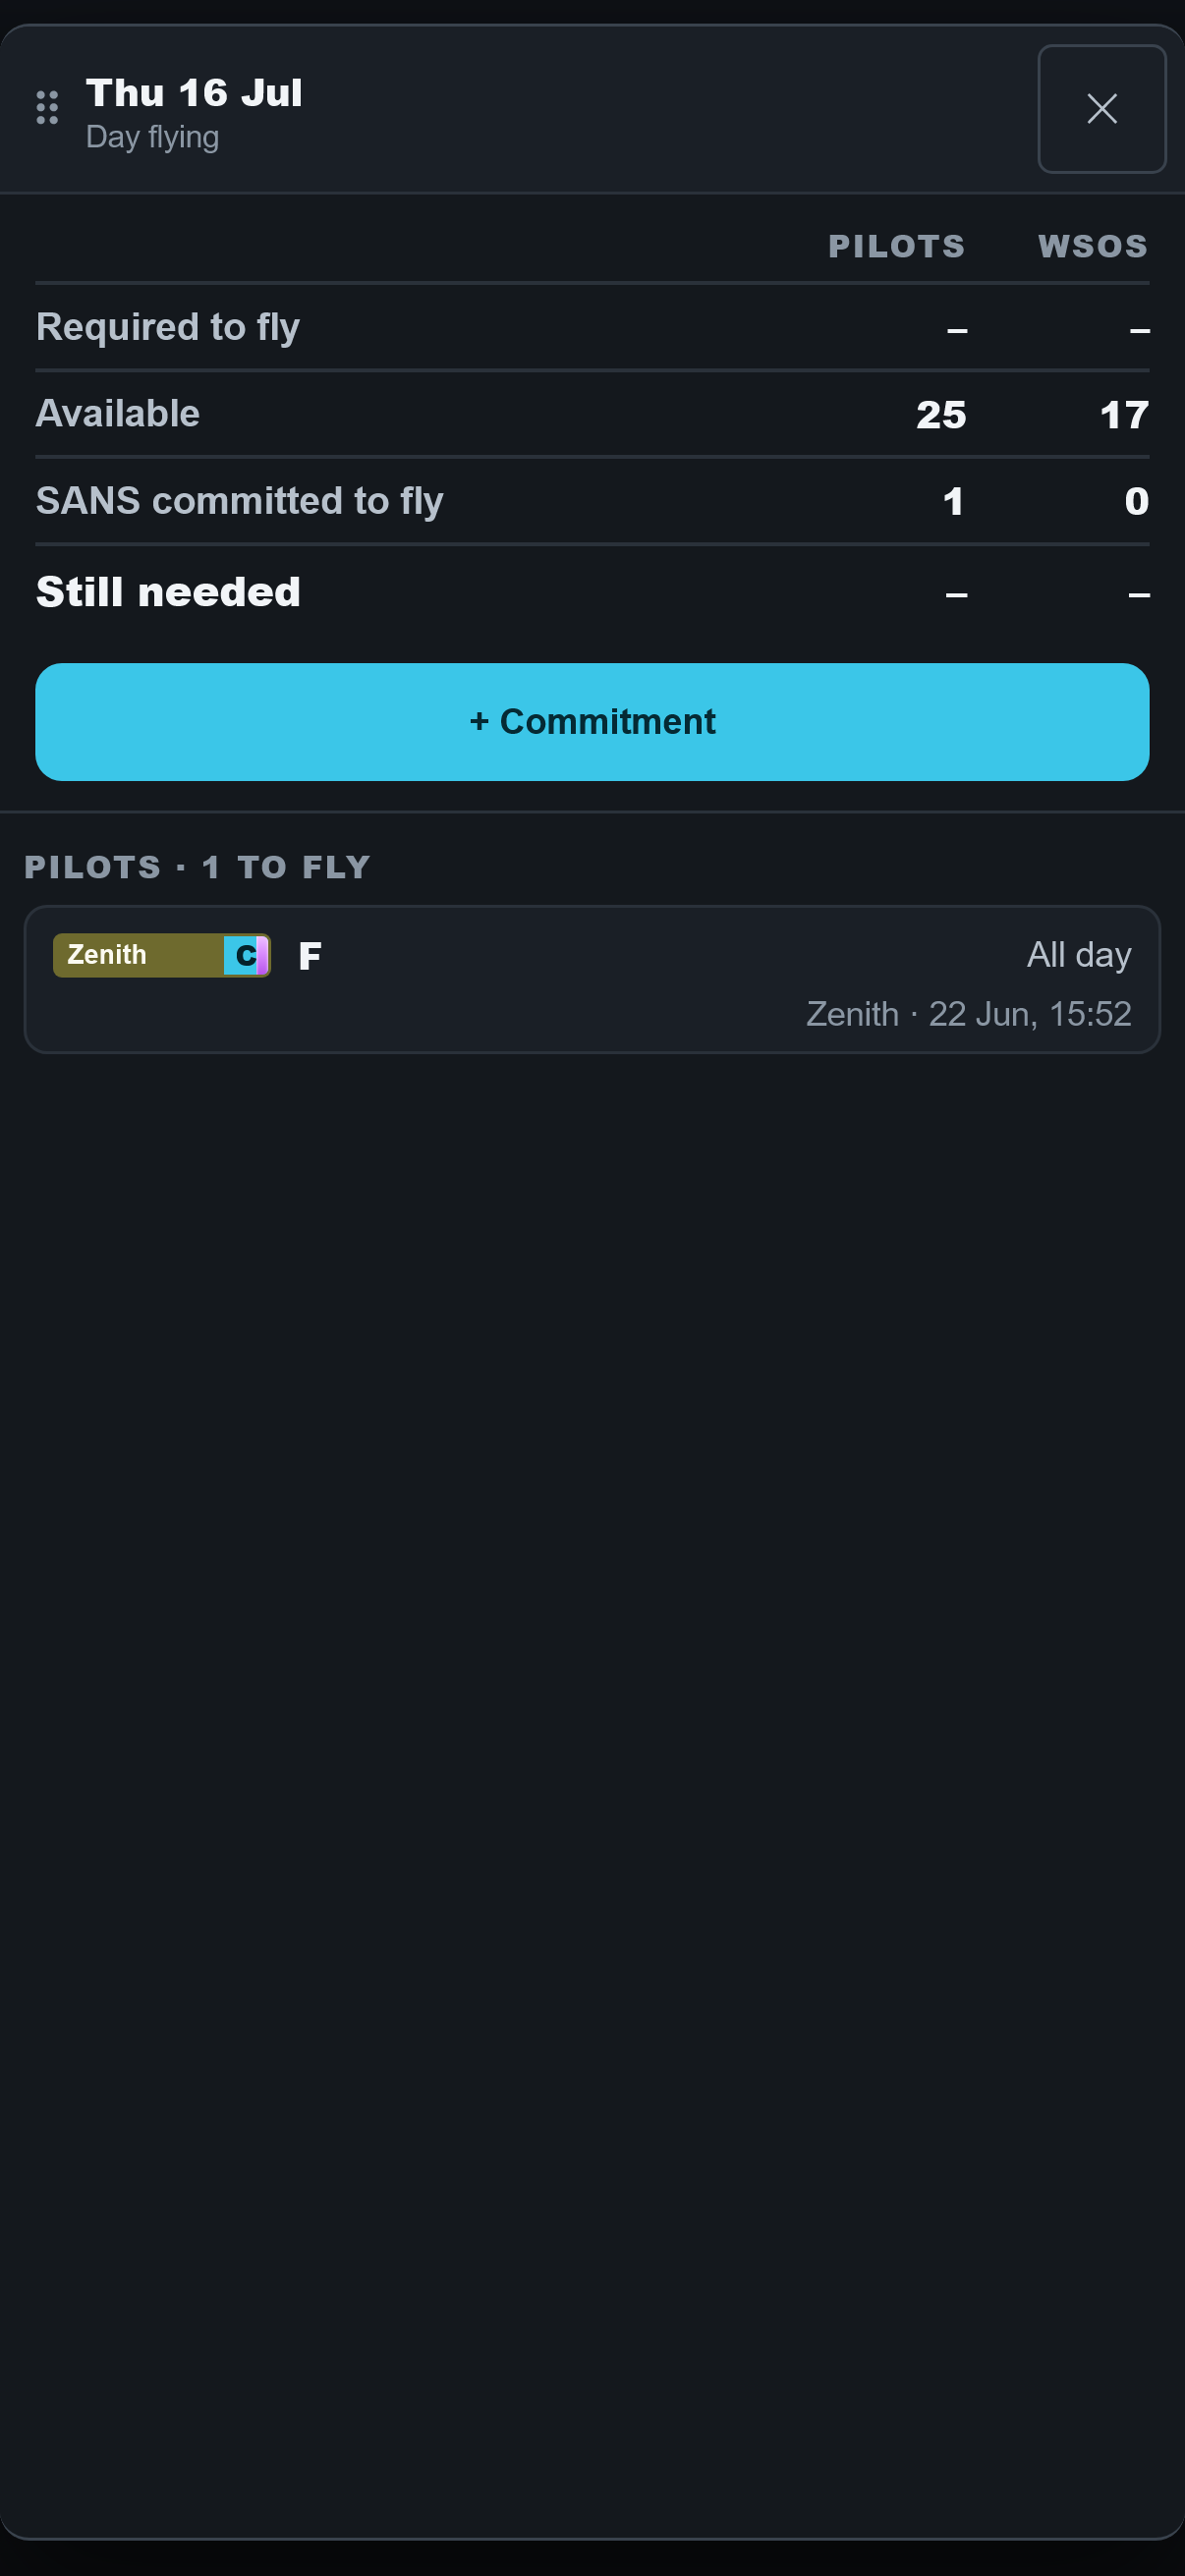 Thu 16 Jul
Day flying
PILOTS WSOS
Required to fly – –
Available 25 17
SANS committed to fly 1 0
Still needed – –
+ Commitment
PILOTS · 1 TO FLY
Zenith C F All day
Zenith · 22 Jun, 15:52